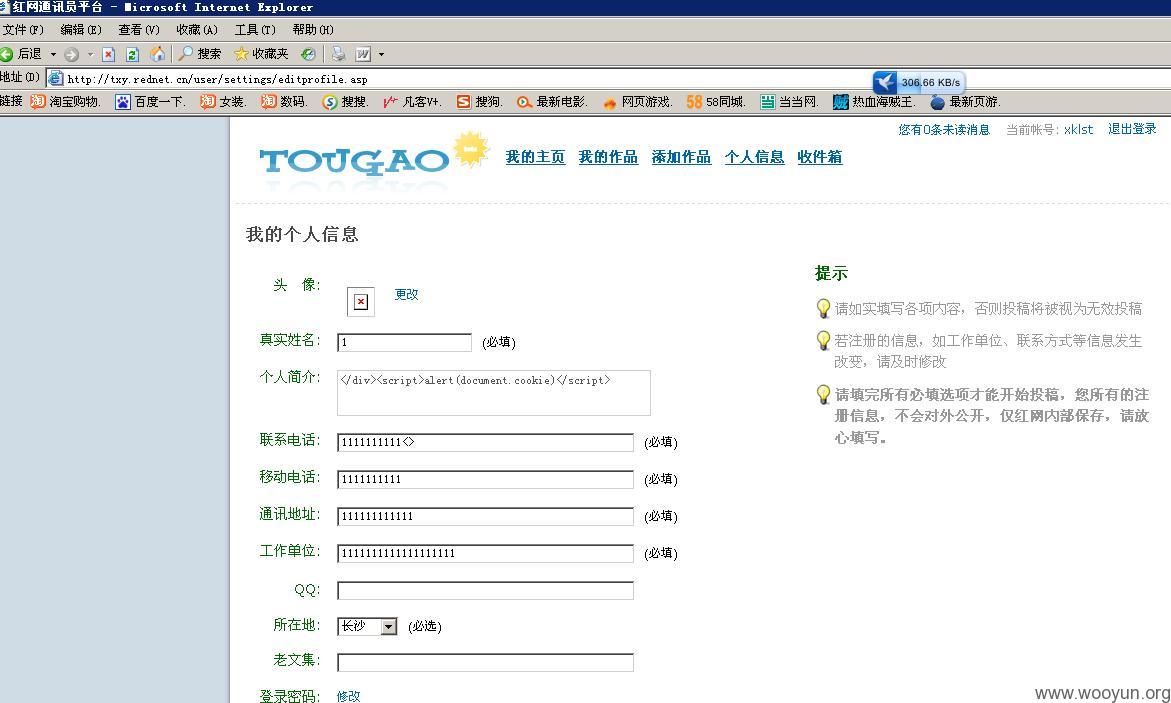 红网通讯员平台 - Microsoft Internet Explorer
文件(F) 编辑(E) 查看(V) 收藏(A) 工具(T) 帮助(H)
后退 搜索 收藏夹
地址(D) http://txy.rednet.cn/user/settings/editprofile.asp
306.66 KB/s
链接 淘宝购物. 百度一下. 女装. 数码. 搜搜. 凡客V+. 搜狗. 最新电影. 网页游戏. 58同城. 当当网. 热血海贼王. 最新页游.
您有0条未读消息 当前帐号: xklst 退出登录
TOUGAO 我的主页 我的作品 添加作品 个人信息 收件箱
我的个人信息
头 像: 更改
真实姓名: 1 (必填)
个人简介: </div><script>alert(document.cookie)</script>
联系电话: 1111111111<> (必填)
移动电话: 1111111111 (必填)
通讯地址: 111111111111 (必填)
工作单位: 1111111111111111111 (必填)
QQ:
所在地: 长沙 (必选)
老文集:
登录密码: 修改
提示
请如实填写各项内容，否则投稿将被视为无效投稿
若注册的信息，如工作单位、联系方式等信息发生
改变，请及时修改
请填完所有必填选项才能开始投稿，您所有的注
册信息，不会对外公开，仅红网内部保存，请放
心填写。
www.wooyun.org